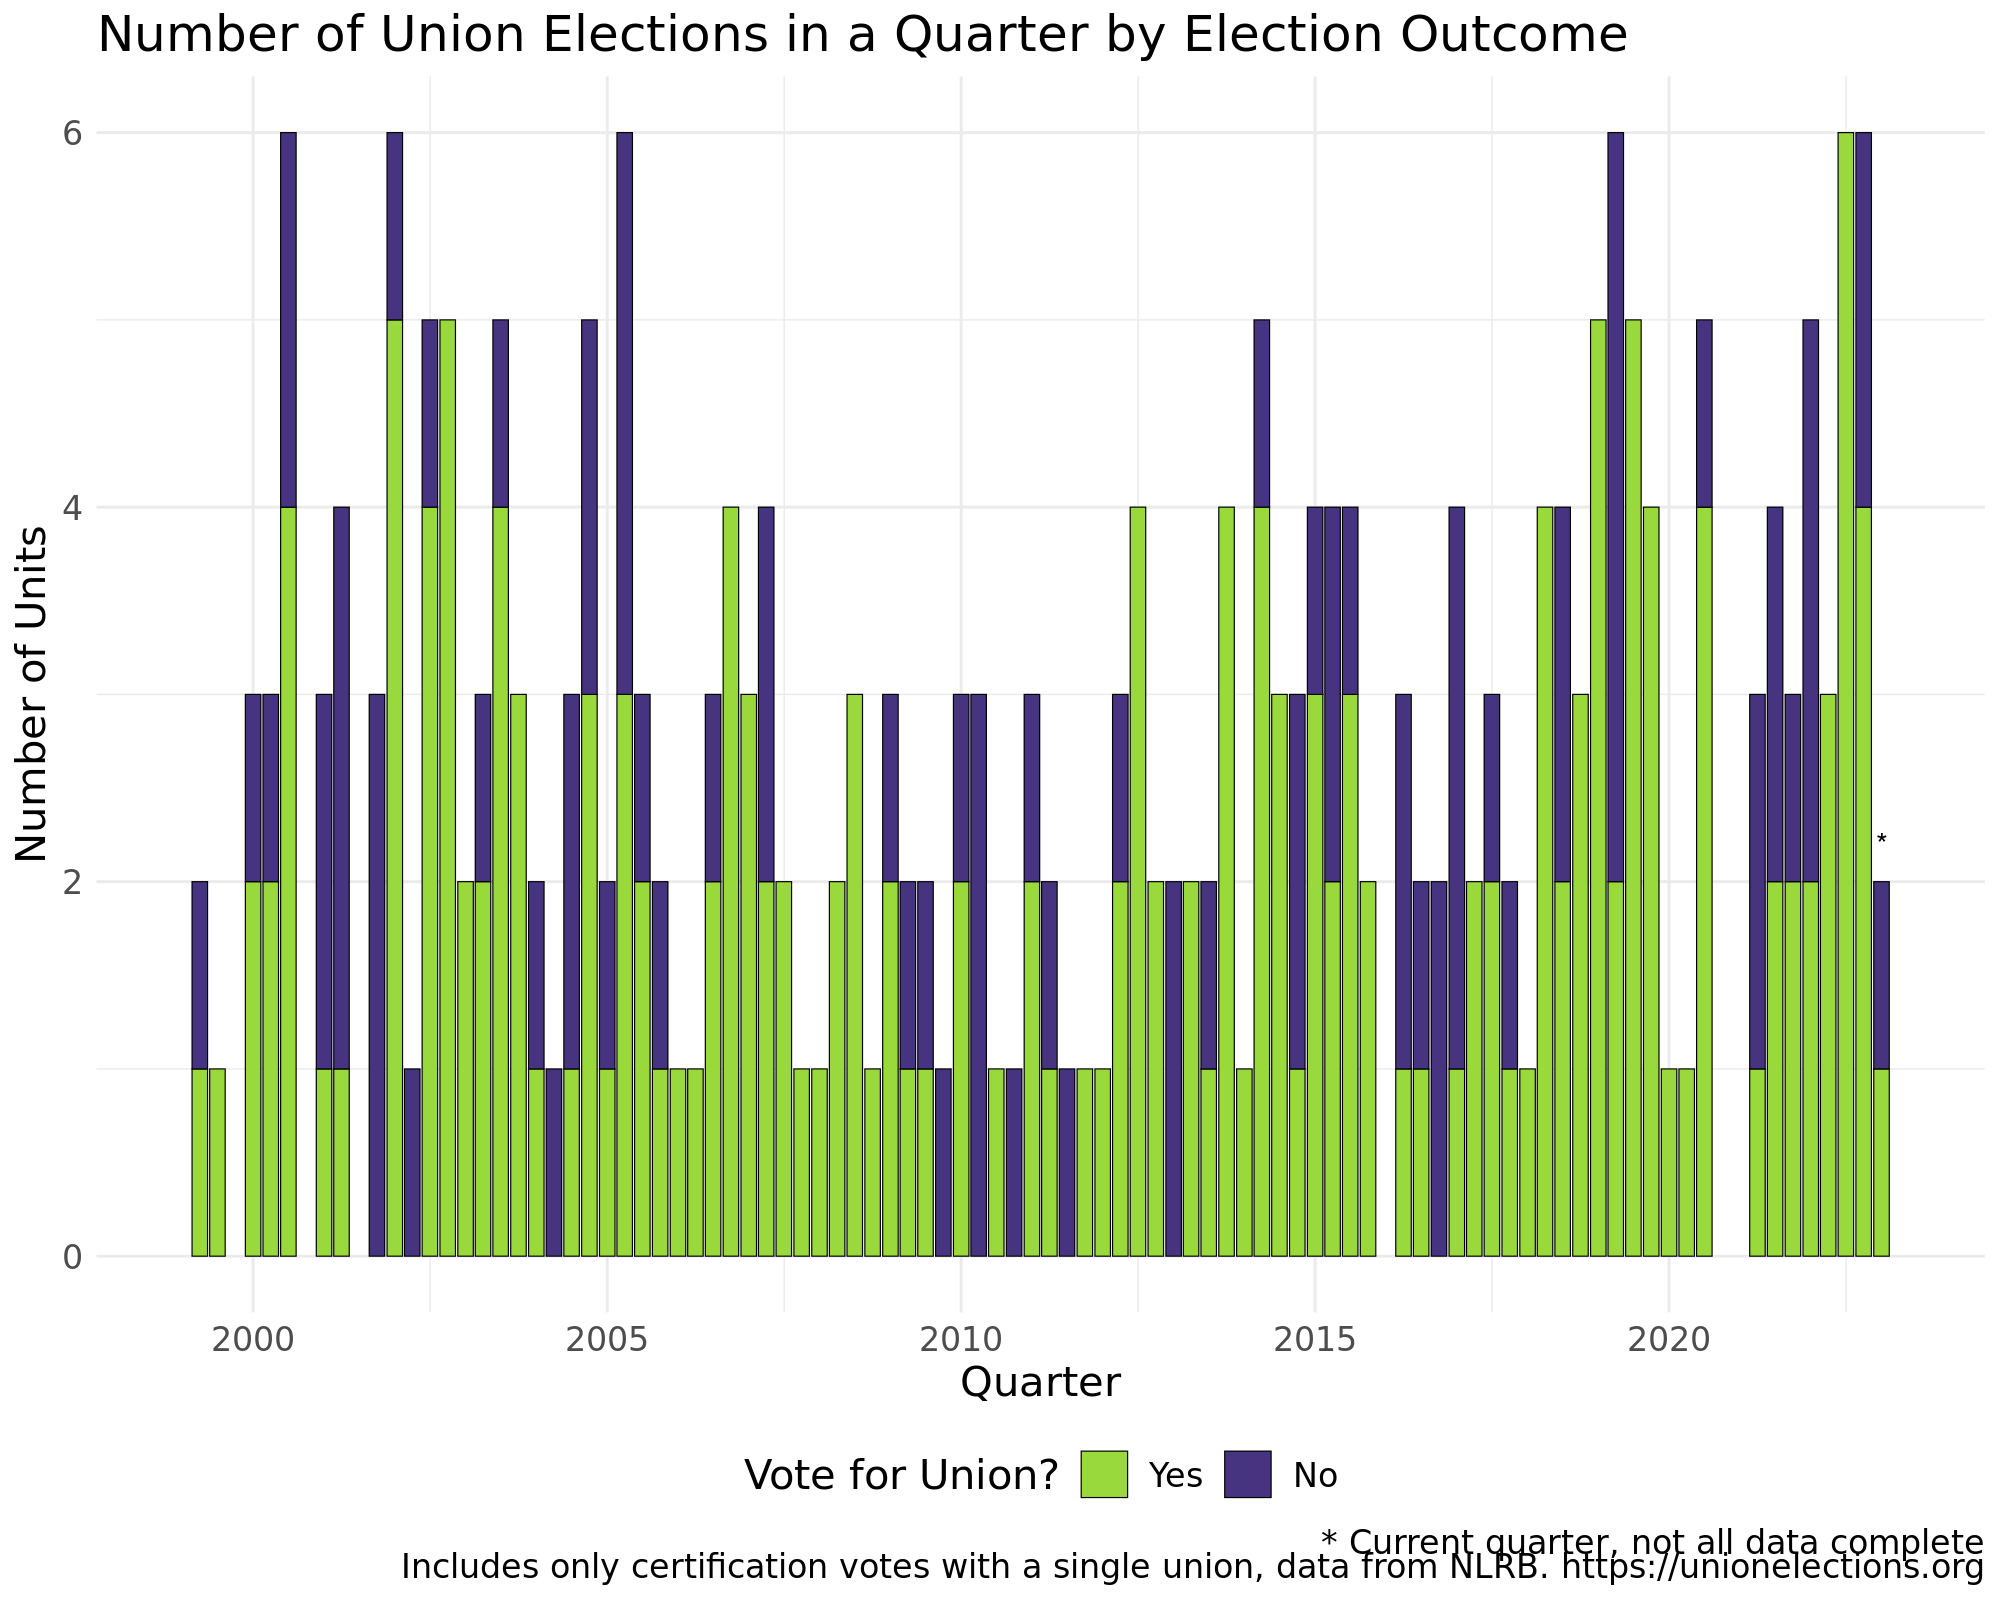 Number of Union Elections in a Quarter by Election Outcome
Number of Units
6
4
2
0
*
2000 2005 2010 2015 2020
Quarter
Vote for Union? Yes No
* Current quarter, not all data complete
Includes only certification votes with a single union, data from NLRB. https://unionelections.org